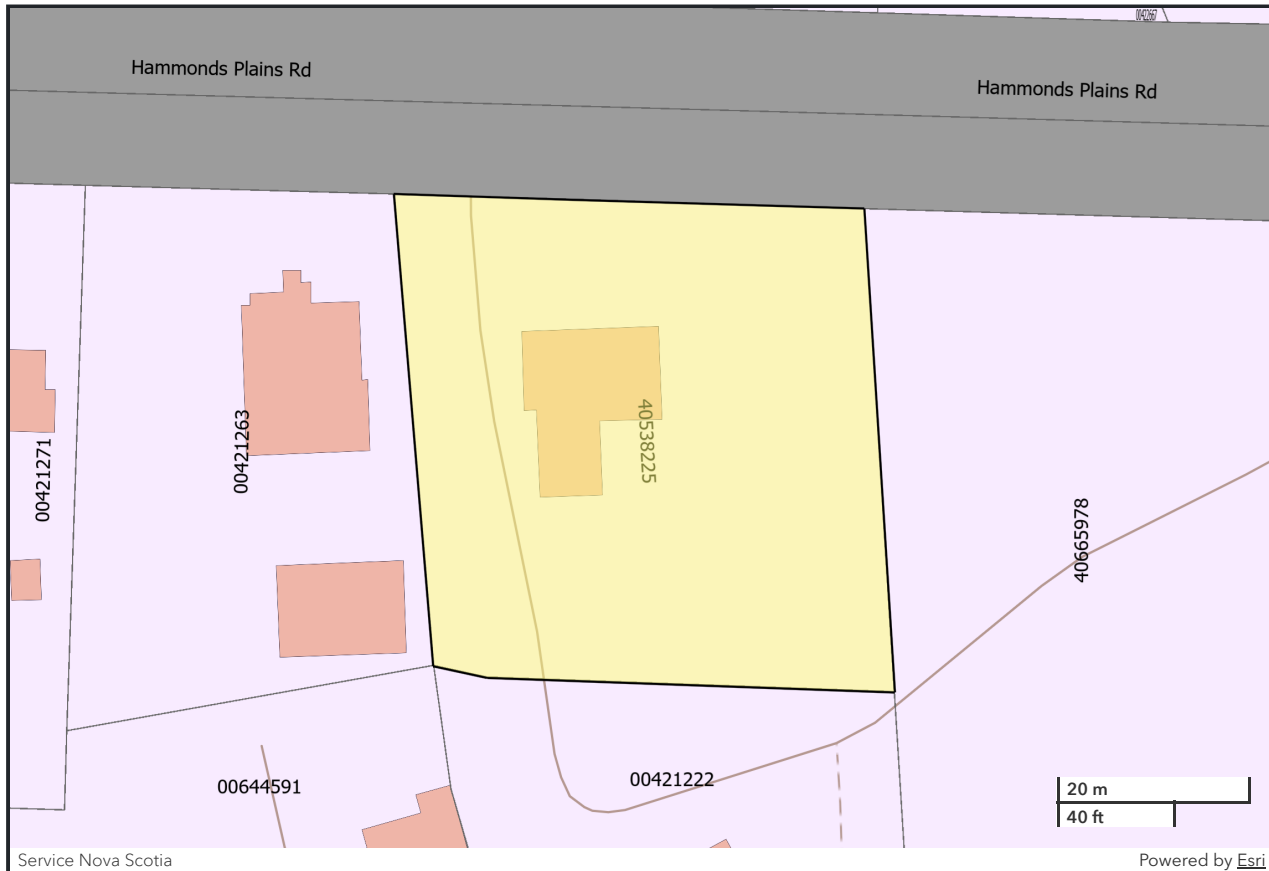 Hammonds Plains Rd
Hammonds Plains Rd
00421263
40538225
00421271
40665978
00421222
00644591
20 m
40 ft
Service Nova Scotia
Powered by Esri